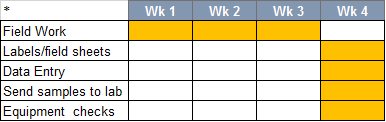 * Wk 1 Wk 2 Wk 3 Wk 4
Field Work
Labels/field sheets
Data Entry
Send samples to lab
Equipment checks